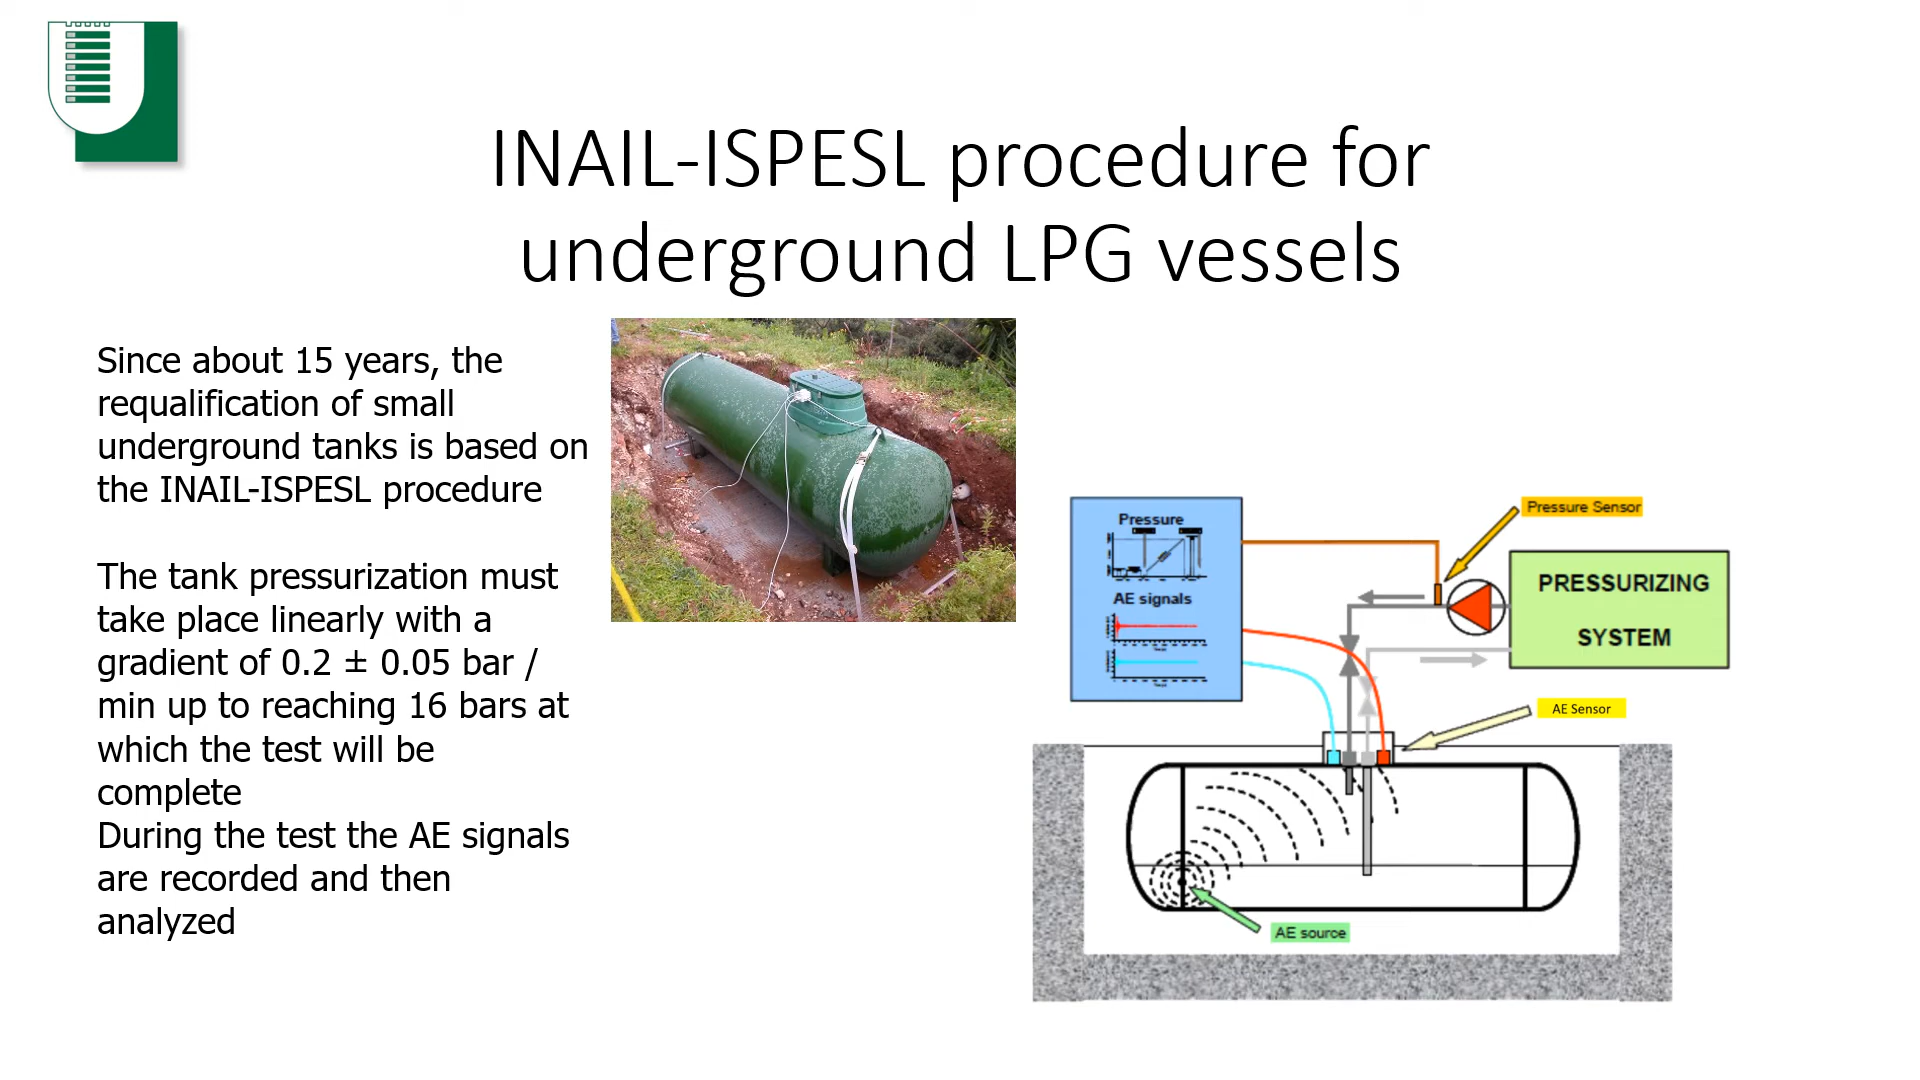 INAIL-ISPESL procedure for
underground LPG vessels
Since about 15 years, the
requalification of small
underground tanks is based on
the INAIL-ISPESL procedure
The tank pressurization must
take place linearly with a
gradient of 0.2 ± 0.05 bar /
min up to reaching 16 bars at
which the test will be
complete
During the test the AE signals
are recorded and then
analyzed
Pressure
AE signals
Pressure Sensor
PRESSURIZING
SYSTEM
AE Sensor
AE source